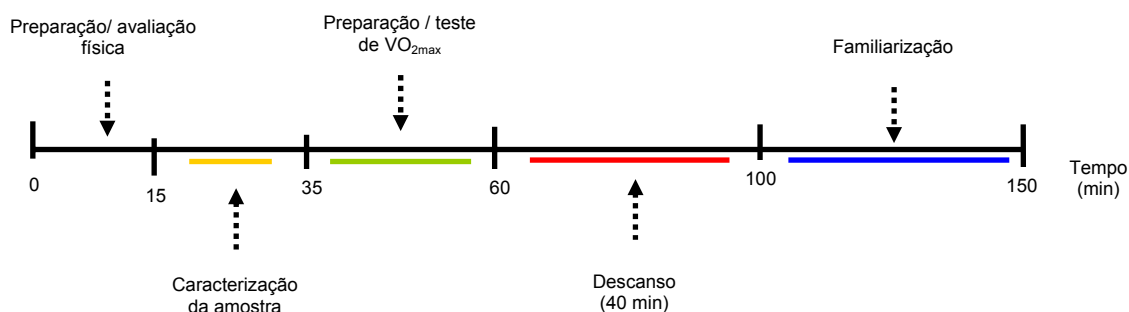 Preparação/ avaliação
física
Preparação / teste
de VO2max
Familiarização
0
15
35
60
100
150
Tempo
(min)
Caracterização
da amostra
Descanso
(40 min)